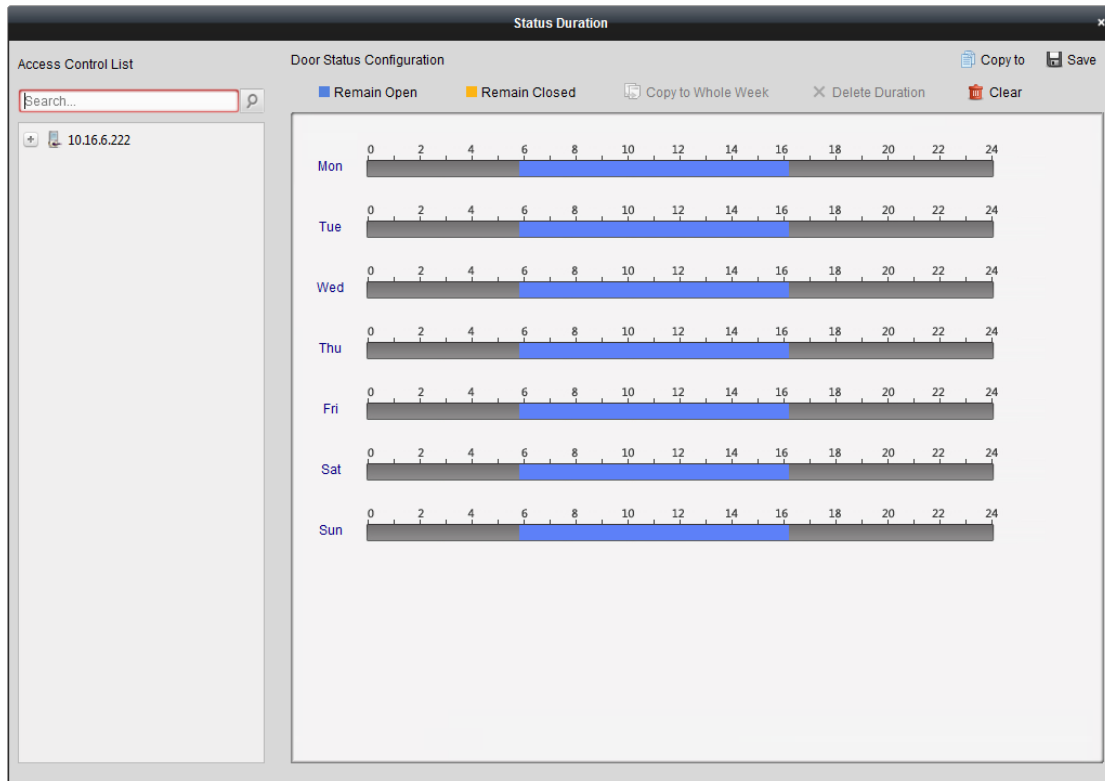 Status Duration ×
Access Control List
Door Status Configuration
Copy to
Save
Search...
Remain Open
Remain Closed
Copy to Whole Week
Delete Duration
Clear
10.16.6.222
0 2 4 6 8 10 12 14 16 18 20 22 24
Mon
0 2 4 6 8 10 12 14 16 18 20 22 24
Tue
0 2 4 6 8 10 12 14 16 18 20 22 24
Wed
0 2 4 6 8 10 12 14 16 18 20 22 24
Thu
0 2 4 6 8 10 12 14 16 18 20 22 24
Fri
0 2 4 6 8 10 12 14 16 18 20 22 24
Sat
0 2 4 6 8 10 12 14 16 18 20 22 24
Sun